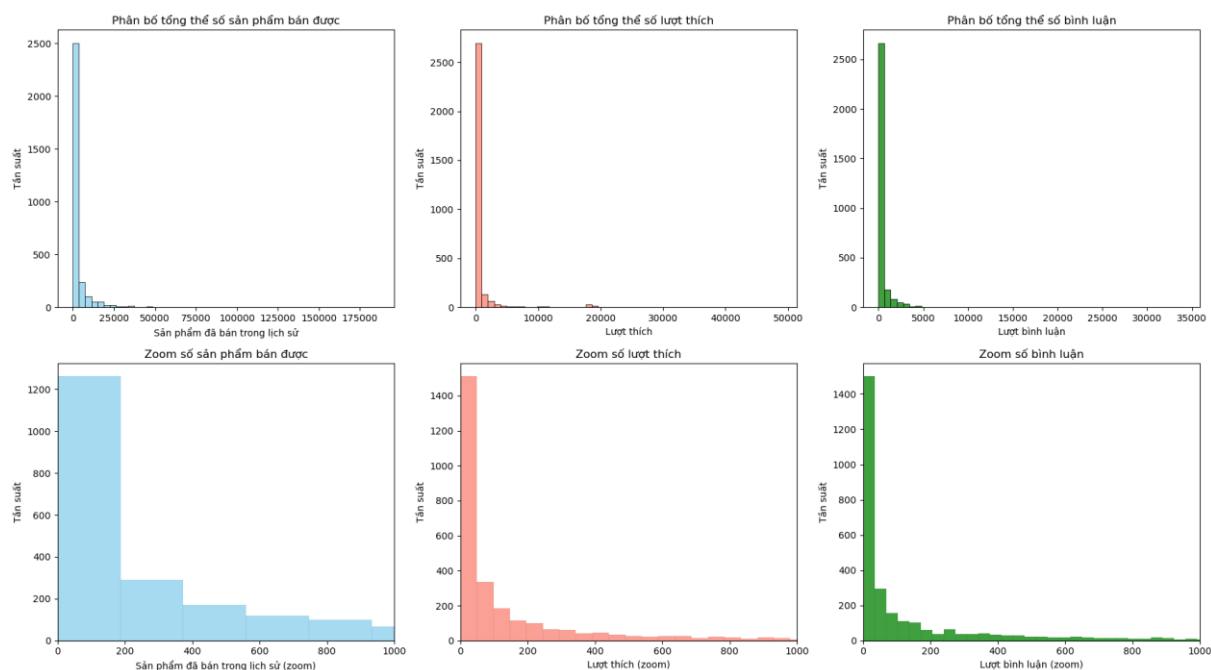 Phân bố tổng thể số sản phẩm bán được
Tần suất
2500
2000
1500
1000
500
0
0 25000 50000 75000 100000 125000 150000 175000
Sản phẩm đã bán trong lịch sử
Phân bố tổng thể số lượt thích
Tần suất
2500
2000
1500
1000
500
0
0 10000 20000 30000 40000 50000
Lượt thích
Phân bố tổng thể số bình luận
Tần suất
2500
2000
1500
1000
500
0
0 5000 10000 15000 20000 25000 30000 35000
Lượt bình luận
Zoom số sản phẩm bán được
Tần suất
1200
1000
800
600
400
200
0
0 200 400 600 800 1000
Sản phẩm đã bán trong lịch sử (zoom)
Zoom số lượt thích
Tần suất
1400
1200
1000
800
600
400
200
0
0 200 400 600 800 1000
Lượt thích (zoom)
Zoom số bình luận
Tần suất
1400
1200
1000
800
600
400
200
0
0 200 400 600 800 1000
Lượt bình luận (zoom)